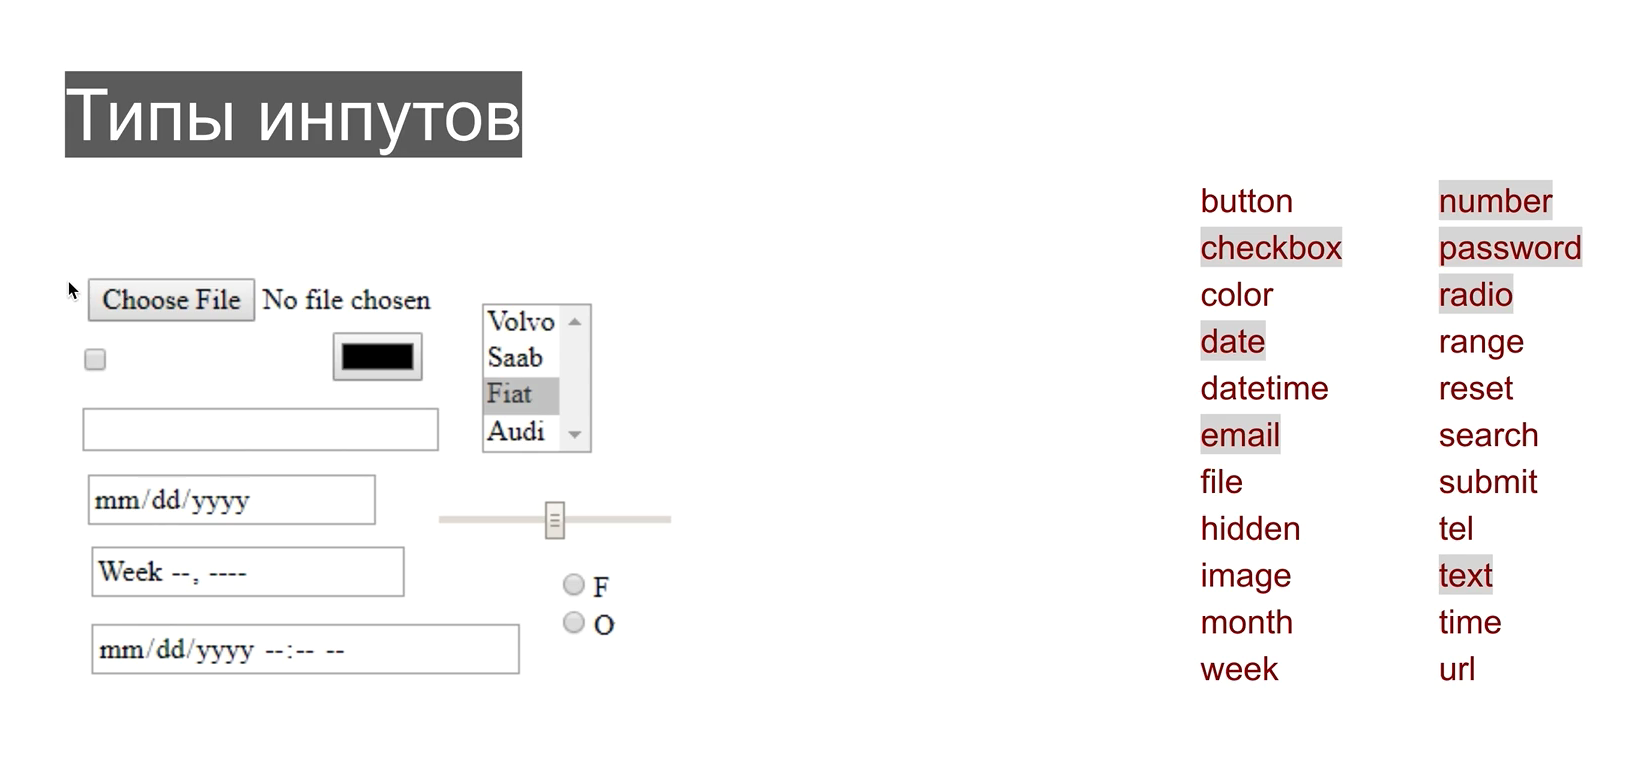 Типы инпутов
Choose File No file chosen
Volvo
Saab
Fiat
Audi
mm/dd/yyyy
Week --, ----
F
O
mm/dd/yyyy --:-- --
button
checkbox
color
date
datetime
email
file
hidden
image
month
week
number
password
radio
range
reset
search
submit
tel
text
time
url